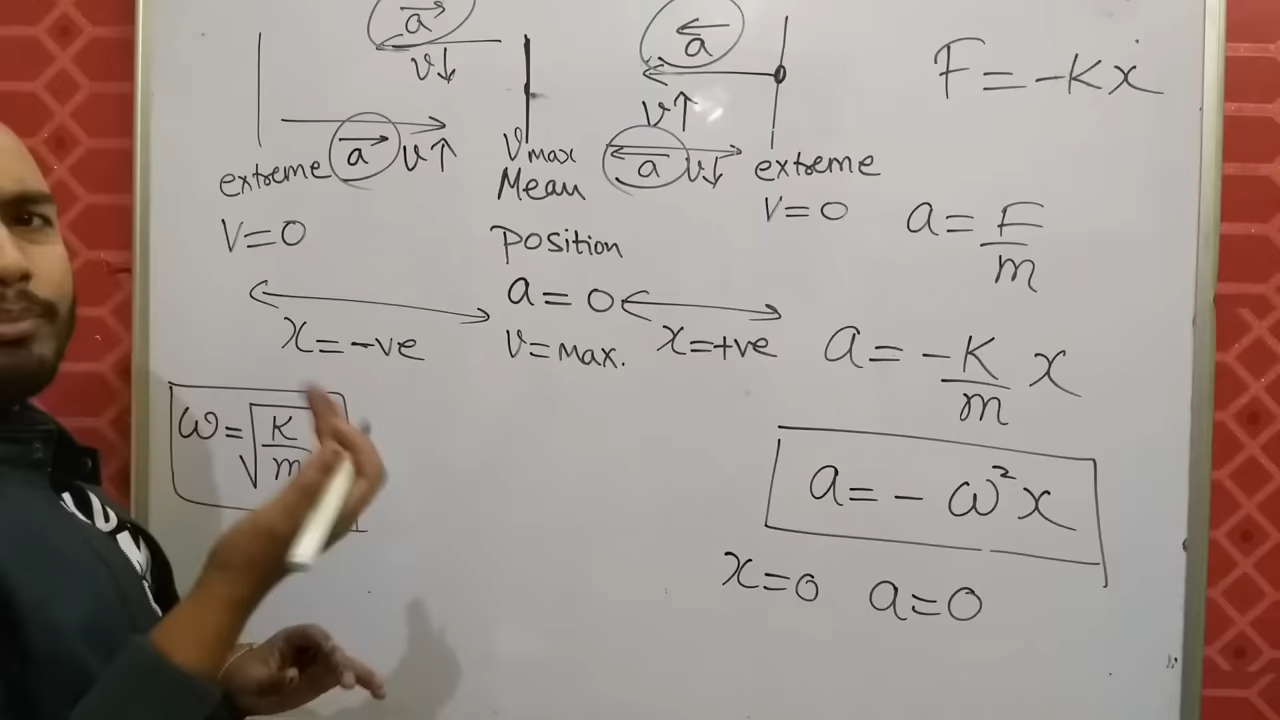 a→
v↓
a←
v↑
F = -Kx
extreme a→ v↑
Vmax
Mean
Position
a = 0
v = max.
a← v↓
extreme
V = 0
V = 0
x = -ve
x = +ve
a = F/m
a = -K/m x
ω = √K/m
a = - ω²x
x = 0 a = 0